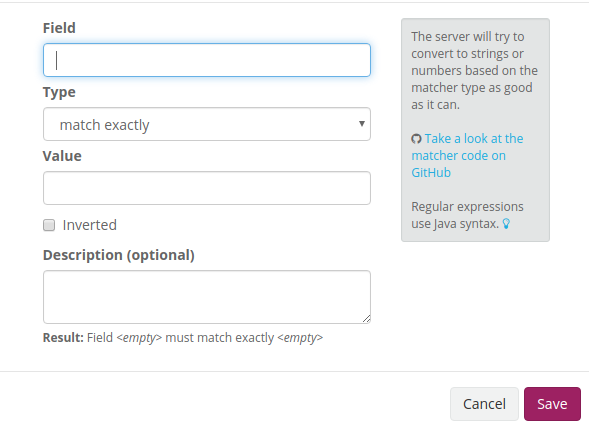 Field
Type
match exactly
Value
Inverted
Description (optional)
Result: Field <empty> must match exactly <empty>
The server will try to
convert to strings or
numbers based on the
matcher type as good
as it can.
Take a look at the
matcher code on
GitHub
Regular expressions
use Java syntax.
Cancel
Save